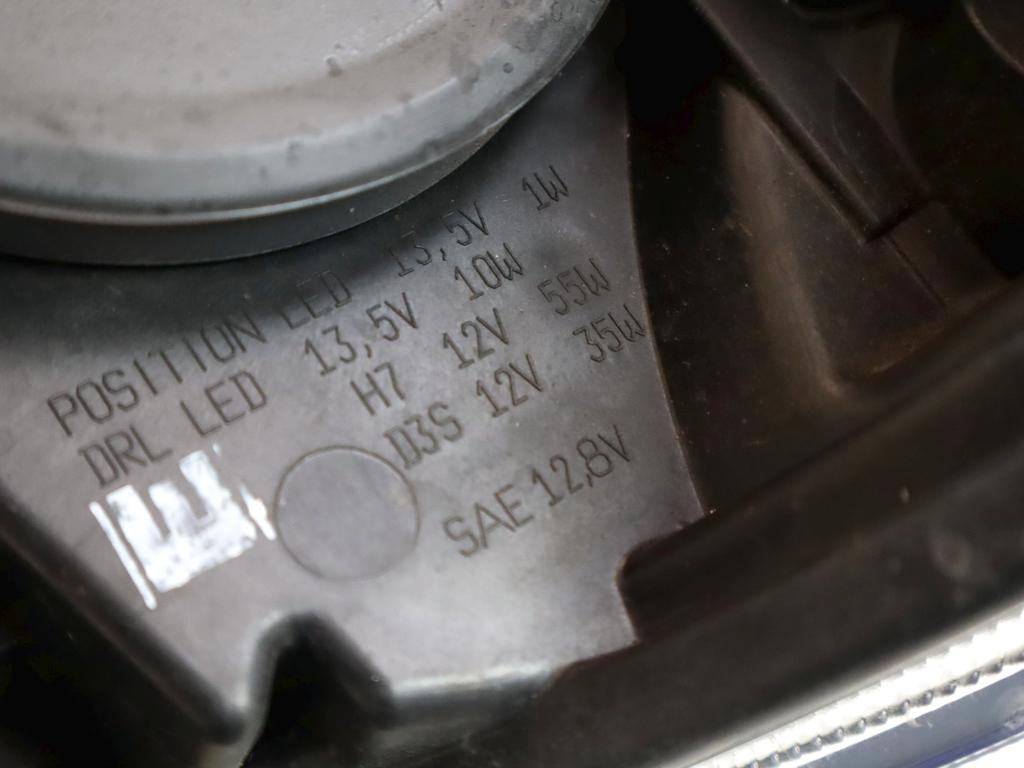 POSITION LED 13,5V 1W
DRL LED 13,5V 10W
H7 12V 55W
D3S 12V 35W
SAE 12,8V